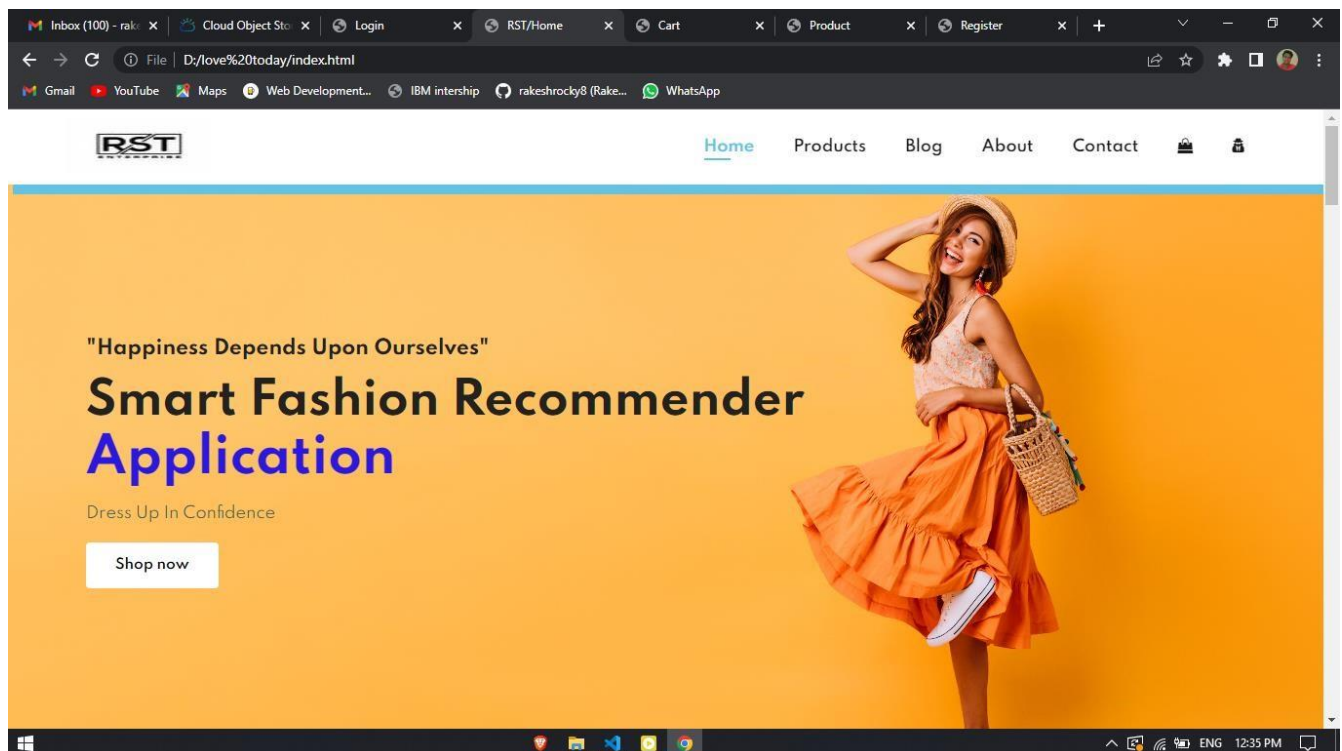 Inbox (100) - rak
Cloud Object Sto
Login
RST/Home
Cart
Product
Register
File
D:/love%20today/index.html
Gmail
YouTube
Maps
Web Development...
IBM intership
rakeshrocky8 (Rake...
WhatsApp
RST
ENTERPRISE
Home
Products
Blog
About
Contact
"Happiness Depends Upon Ourselves"
Smart Fashion Recommender
Application
Dress Up In Confidence
Shop now
ENG
12:35 PM